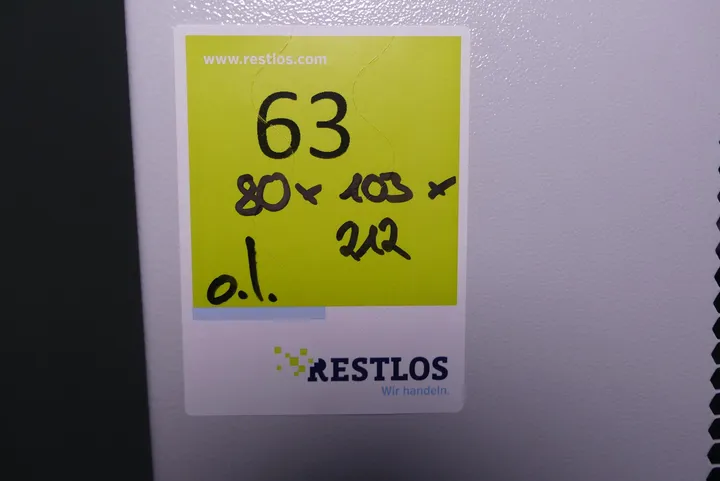 www.restlos.com
63
80 x 103 x
212
o.l.
RESTLOS
Wir handeln.